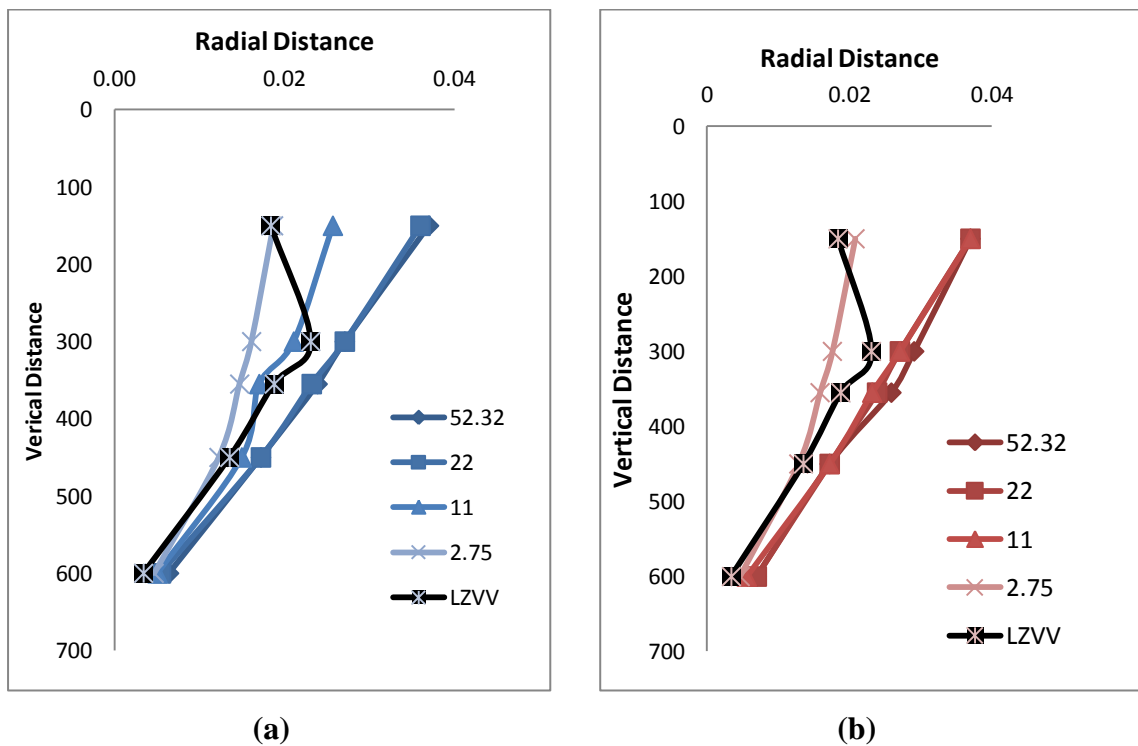 Radial Distance
0.00 0.02 0.04
0
100
200
300
400
500
600
700
Verical Distance
52.32
22
11
2.75
LZVV
(a)
Radial Distance
0 0.02 0.04
0
100
200
300
400
500
600
700
Vertical Distance
52.32
22
11
2.75
LZVV
(b)